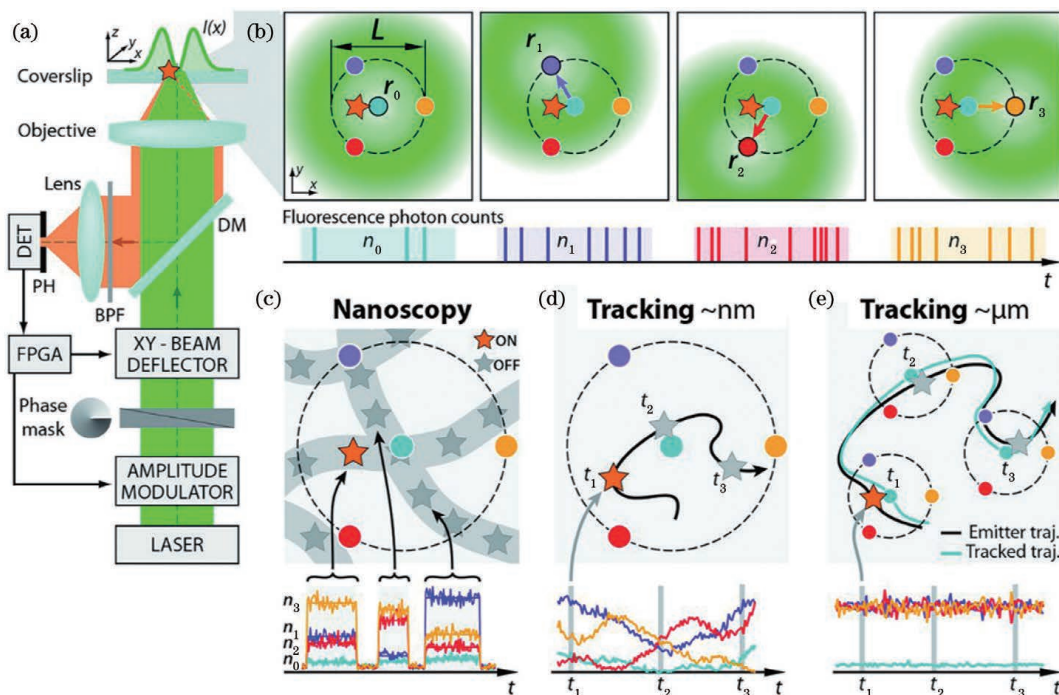 (a)
z
y
x
I(x)
Coverslip
Objective
Lens
DM
DET
PH
BPF
FPGA
XY - BEAM
DEFLECTOR
Phase
mask
AMPLITUDE
MODULATOR
LASER
(b)
L
r0
y
x
r1
r2
r3
Fluorescence photon counts
n0
n1
n2
n3
t
(c)
Nanoscopy
ON
OFF
n3
n1
n2
n0
t
(d)
Tracking ~nm
t2
t1
t3
t1
t2
t3
t
(e)
Tracking ~μm
t2
t1
t3
Emitter traj.
Tracked traj.
t1
t2
t3
t